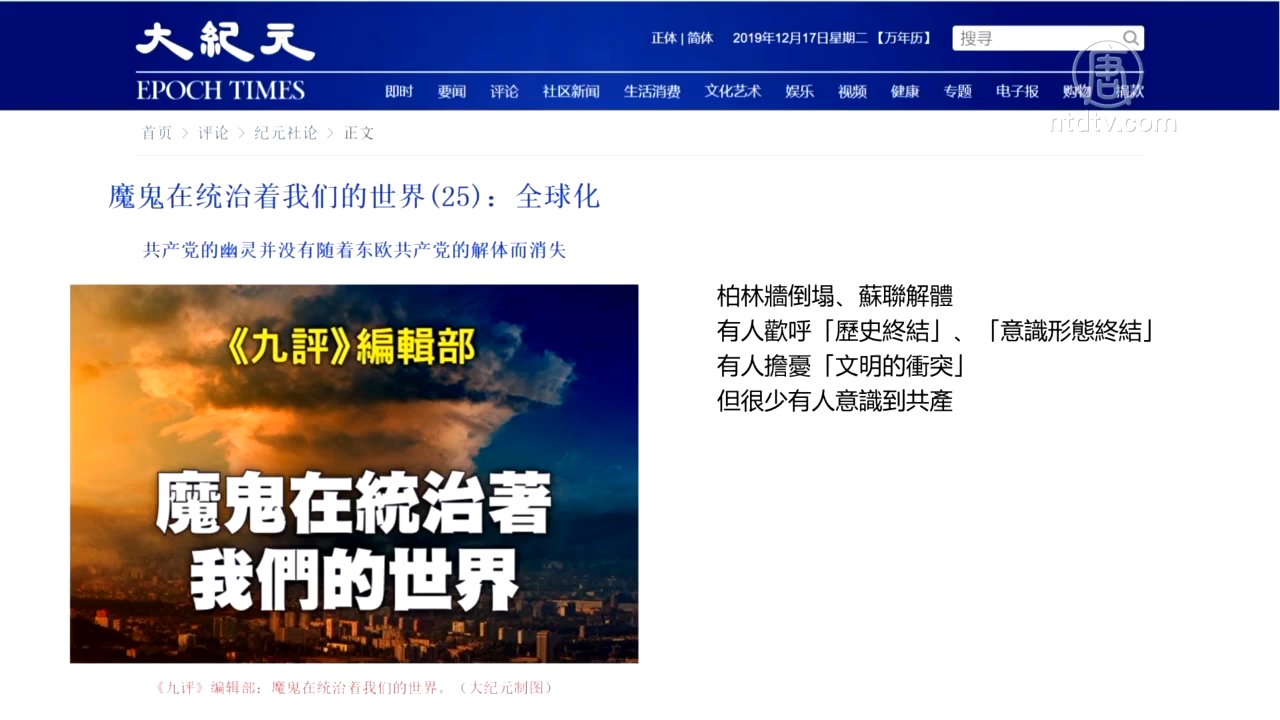 大紀元
EPOCH TIMES
正体 | 简体 2019年12月17日星期二【万年历】 搜寻
即时 要闻 评论 社区新闻 生活消费 文化艺术 娱乐 视频 健康 专题 电子报 购物 捐款
唐
ntdtv.com
首页 > 评论 > 纪元社论 > 正文
魔鬼在统治着我们的世界(25)：全球化
共产党的幽灵并没有随着东欧共产党的解体而消失
《九評》編輯部
魔鬼在統治著
我們的世界
《九评》编辑部：魔鬼在统治着我们的世界。（大纪元制图）
柏林牆倒塌、蘇聯解體
有人歡呼「歷史終結」、「意識形態終結」
有人擔憂「文明的衝突」
但很少有人意識到共產